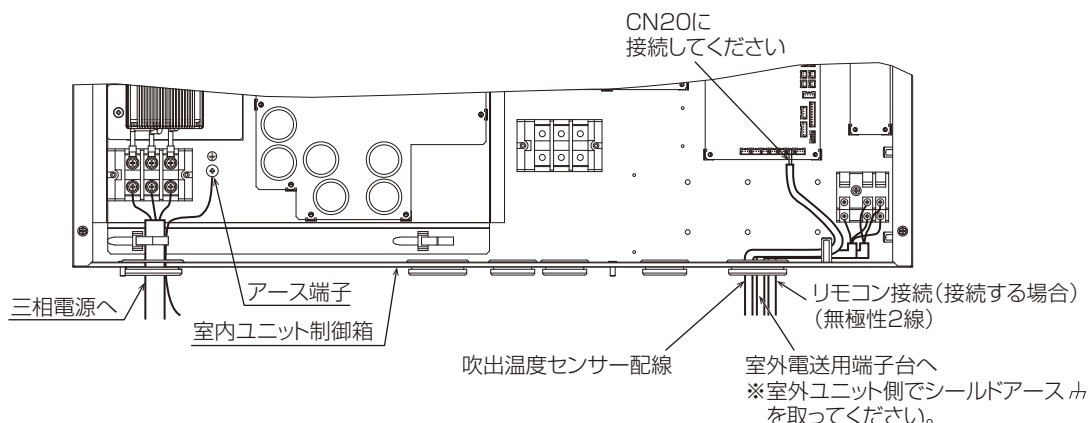 CN20に
接続してください
三相電源へ
アース端子
室内ユニット制御箱
吹出温度センサー配線
リモコン接続(接続する場合)
(無極性2線)
室外電送用端子台へ
※室外ユニット側でシールドアース
を取ってください。